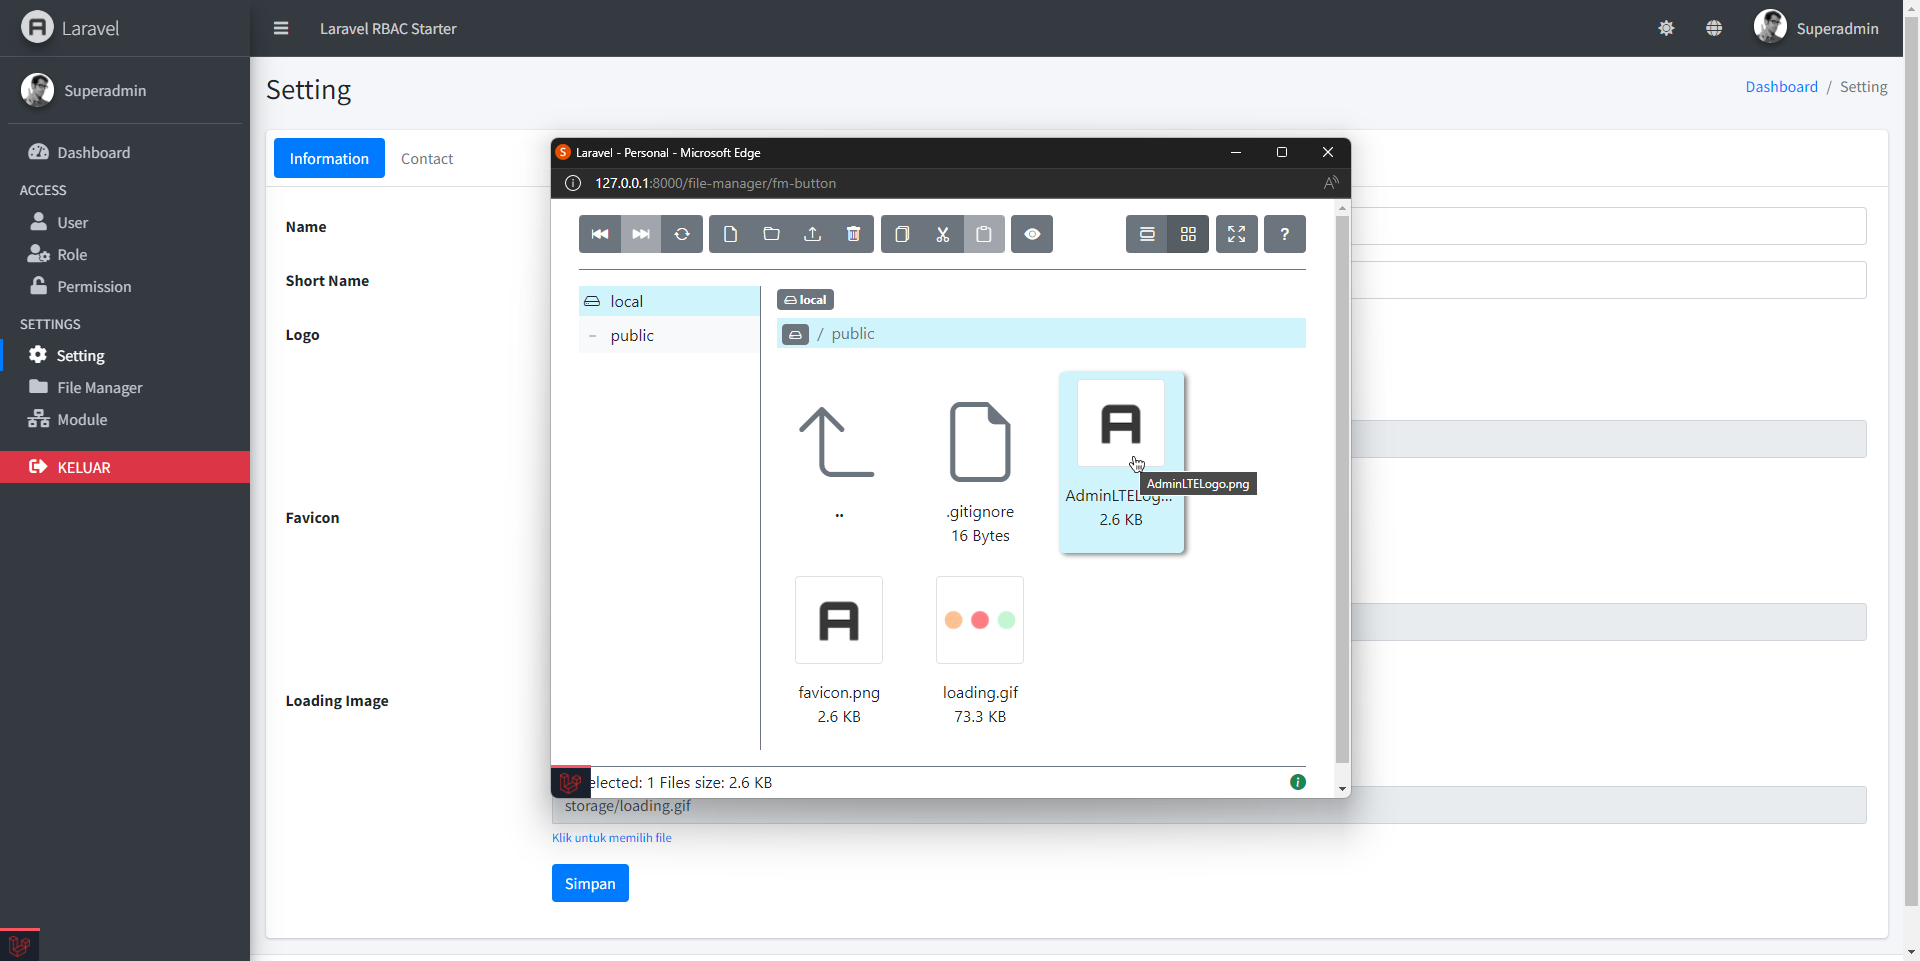 Laravel
Laravel RBAC Starter
Superadmin
Superadmin
Dashboard
ACCESS
User
Role
Permission
SETTINGS
Setting
File Manager
Module
KELUAR
Setting
Dashboard / Setting
Information
Contact
Name
Short Name
Logo
Favicon
Loading Image
Laravel - Personal - Microsoft Edge
127.0.0.1:8000/file-manager/fm-button
?
local
public
local
/ public
..
.gitignore
16 Bytes
AdminLTELog...
2.6 KB
AdminLTELogo.png
favicon.png
2.6 KB
loading.gif
73.3 KB
elected: 1 Files size: 2.6 KB
storage/loading.gif
Klik untuk memilih file
Simpan